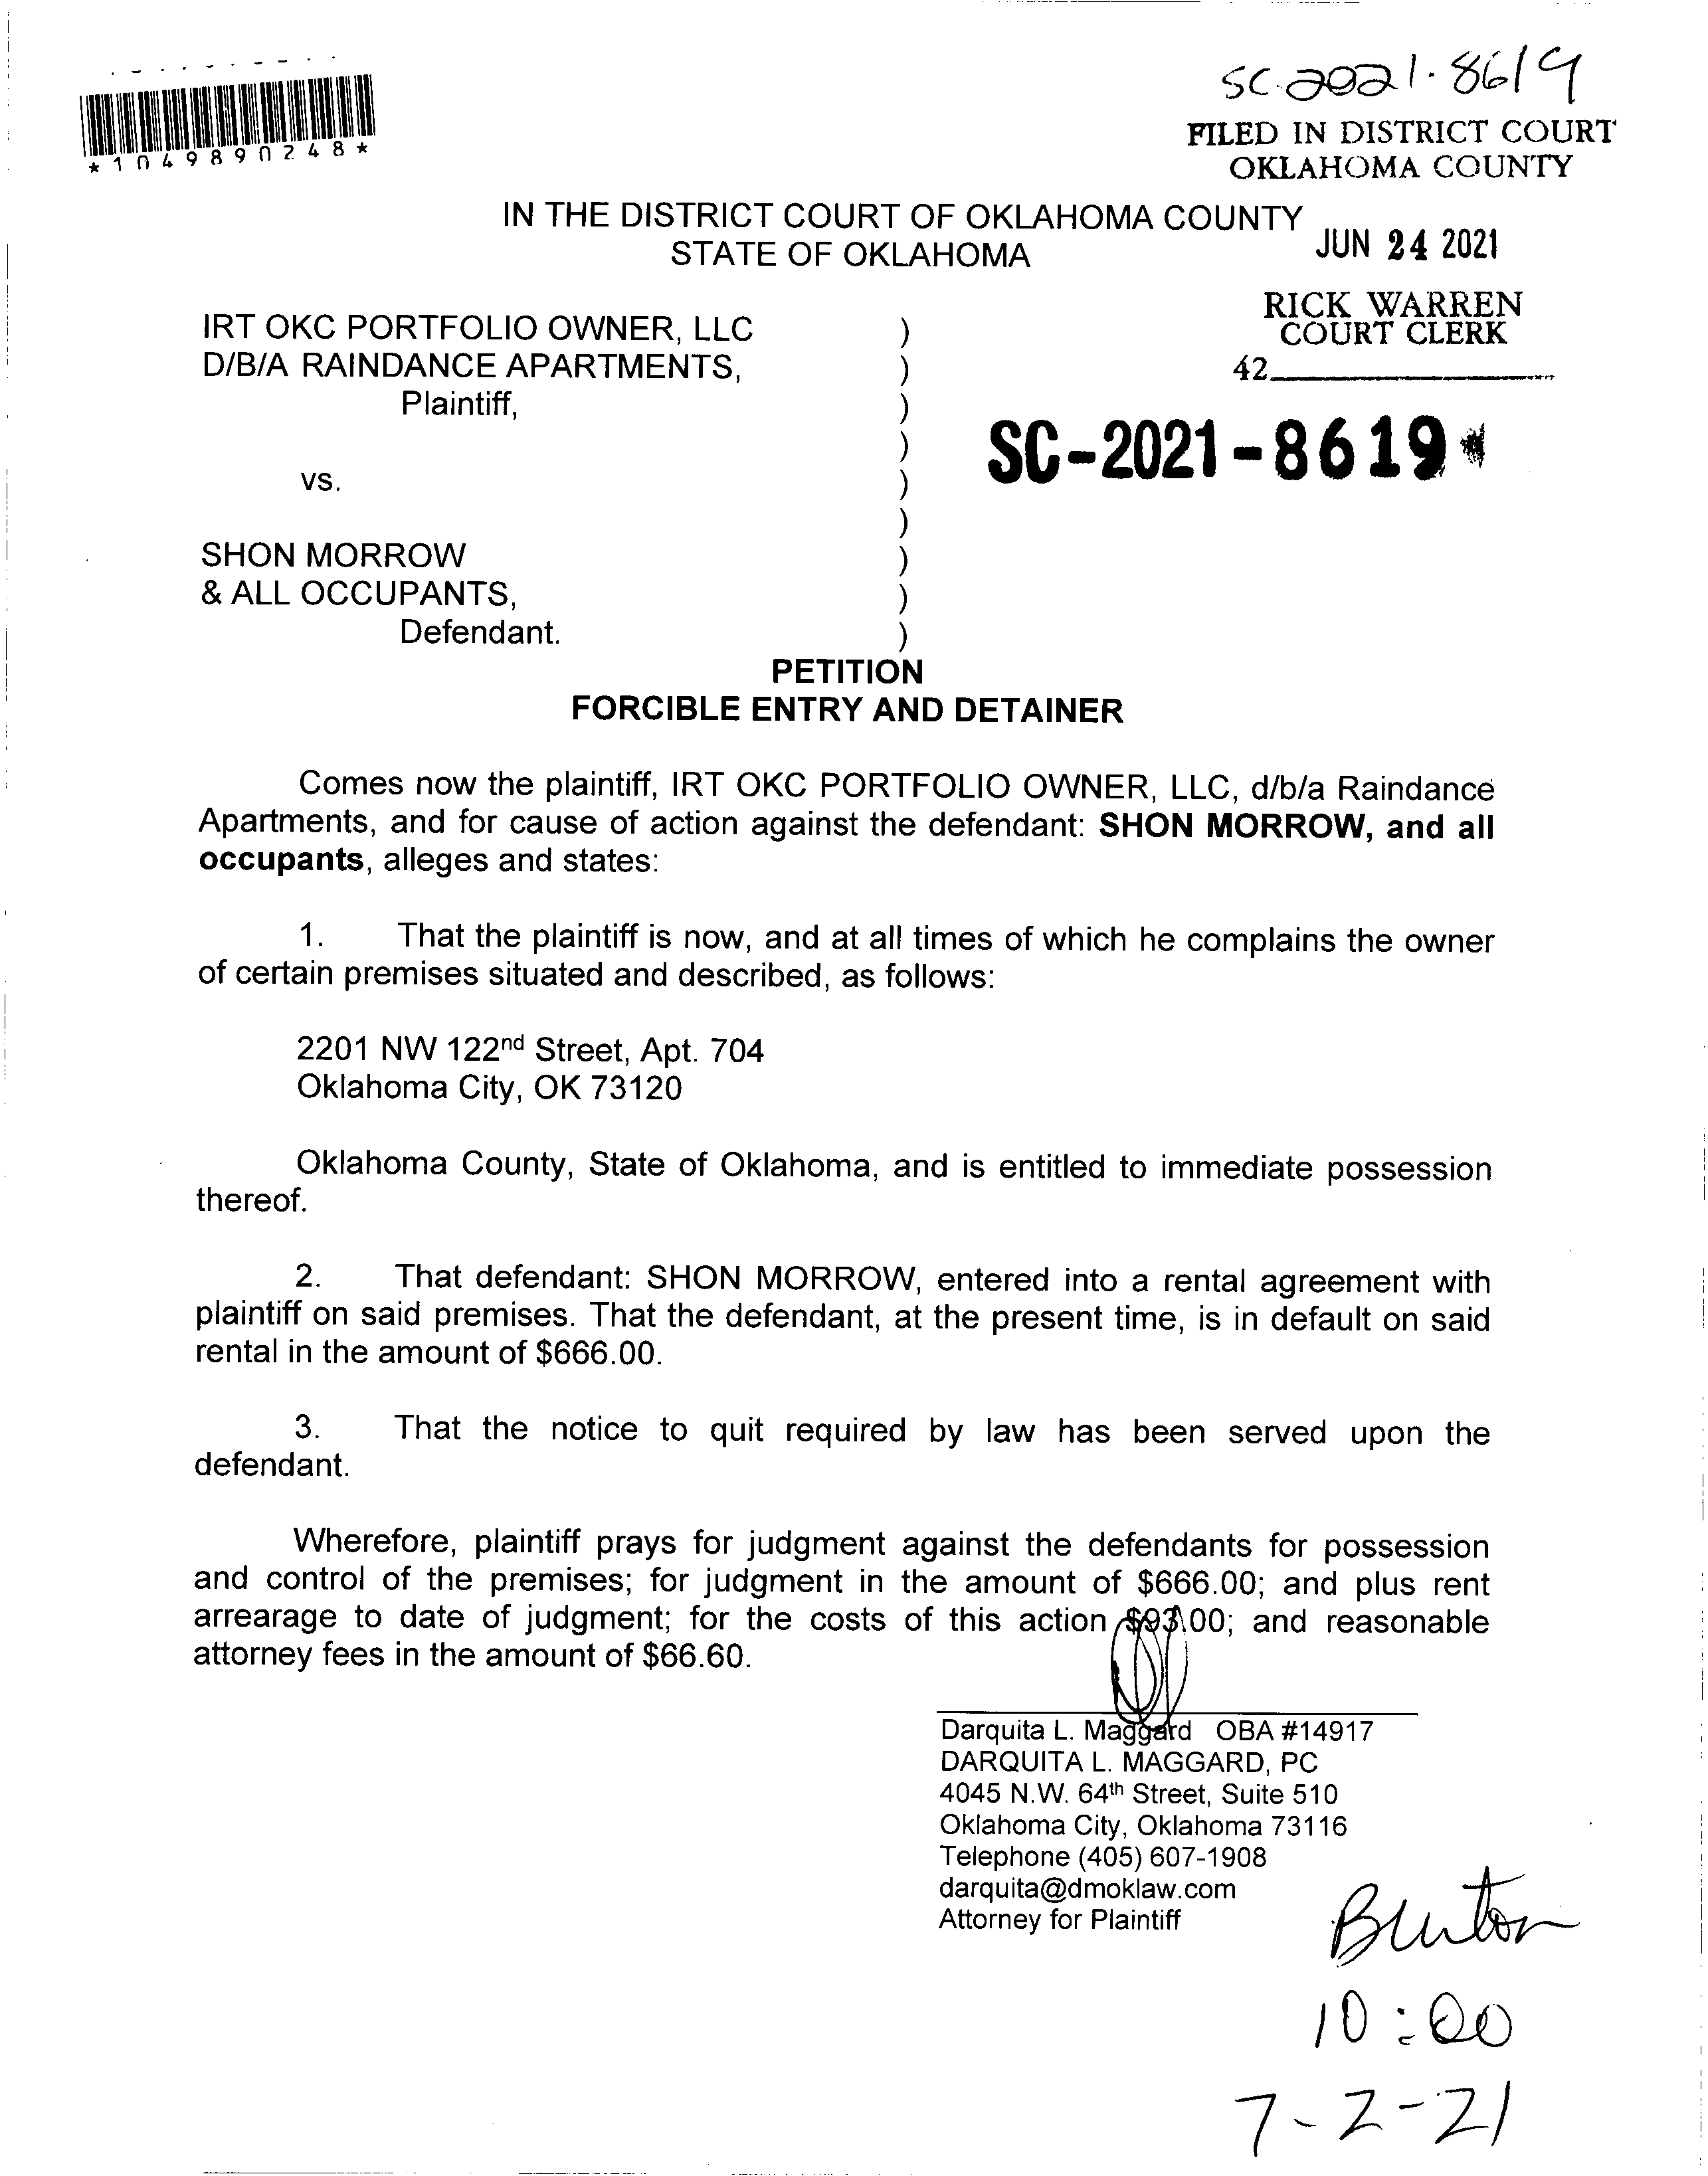 SC-2021-8619
FILED IN DISTRICT COURT
OKLAHOMA COUNTY
*1049890248*
IN THE DISTRICT COURT OF OKLAHOMA COUNTY
STATE OF OKLAHOMA
JUN 24 2021
RICK WARREN
COURT CLERK
42
IRT OKC PORTFOLIO OWNER, LLC )
D/B/A RAINDANCE APARTMENTS, )
Plaintiff, )
)
vs. )
)
SHON MORROW )
& ALL OCCUPANTS, )
Defendant. )
SC-2021-8619
PETITION
FORCIBLE ENTRY AND DETAINER
Comes now the plaintiff, IRT OKC PORTFOLIO OWNER, LLC, d/b/a Raindance
Apartments, and for cause of action against the defendant: SHON MORROW, and all
occupants, alleges and states:
1. That the plaintiff is now, and at all times of which he complains the owner
of certain premises situated and described, as follows:
2201 NW 122nd Street, Apt. 704
Oklahoma City, OK 73120
Oklahoma County, State of Oklahoma, and is entitled to immediate possession
thereof.
2. That defendant: SHON MORROW, entered into a rental agreement with
plaintiff on said premises. That the defendant, at the present time, is in default on said
rental in the amount of $666.00.
3. That the notice to quit required by law has been served upon the
defendant.
Wherefore, plaintiff prays for judgment against the defendants for possession
and control of the premises; for judgment in the amount of $666.00; and plus rent
arrearage to date of judgment; for the costs of this action $93.00; and reasonable
attorney fees in the amount of $66.60.
Darquita L. Maggard OBA #14917
DARQUITA L. MAGGARD, PC
4045 N.W. 64th Street, Suite 510
Oklahoma City, Oklahoma 73116
Telephone (405) 607-1908
darquita@dmoklaw.com
Attorney for Plaintiff
10:00
7-2-21